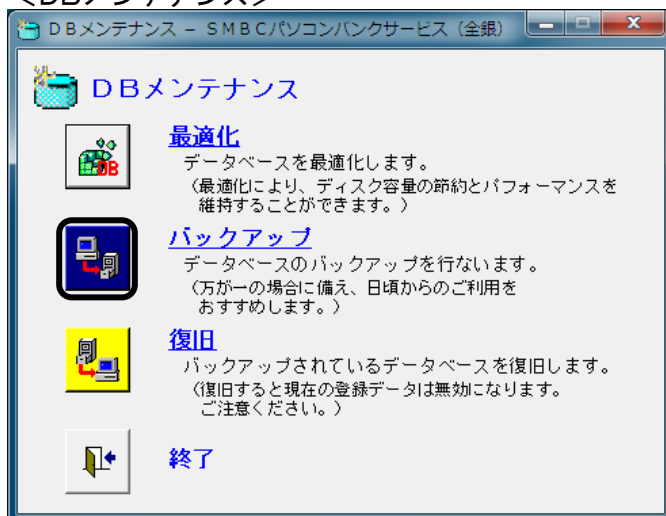 ＜DBメンテナンス＞
ＤＢメンテナンス － ＳＭＢＣパソコンバンクサービス（全銀）
ＤＢメンテナンス
最適化
データベースを最適化します。
（最適化により、ディスク容量の節約とパフォーマンスを
維持することができます。）
DB
バックアップ
データベースのバックアップを行ないます。
（万が一の場合に備え、日頃からのご利用を
おすすめします。）
復旧
バックアップされているデータベースを復旧します。
（復旧すると現在の登録データは無効になります。
ご注意ください。）
終了